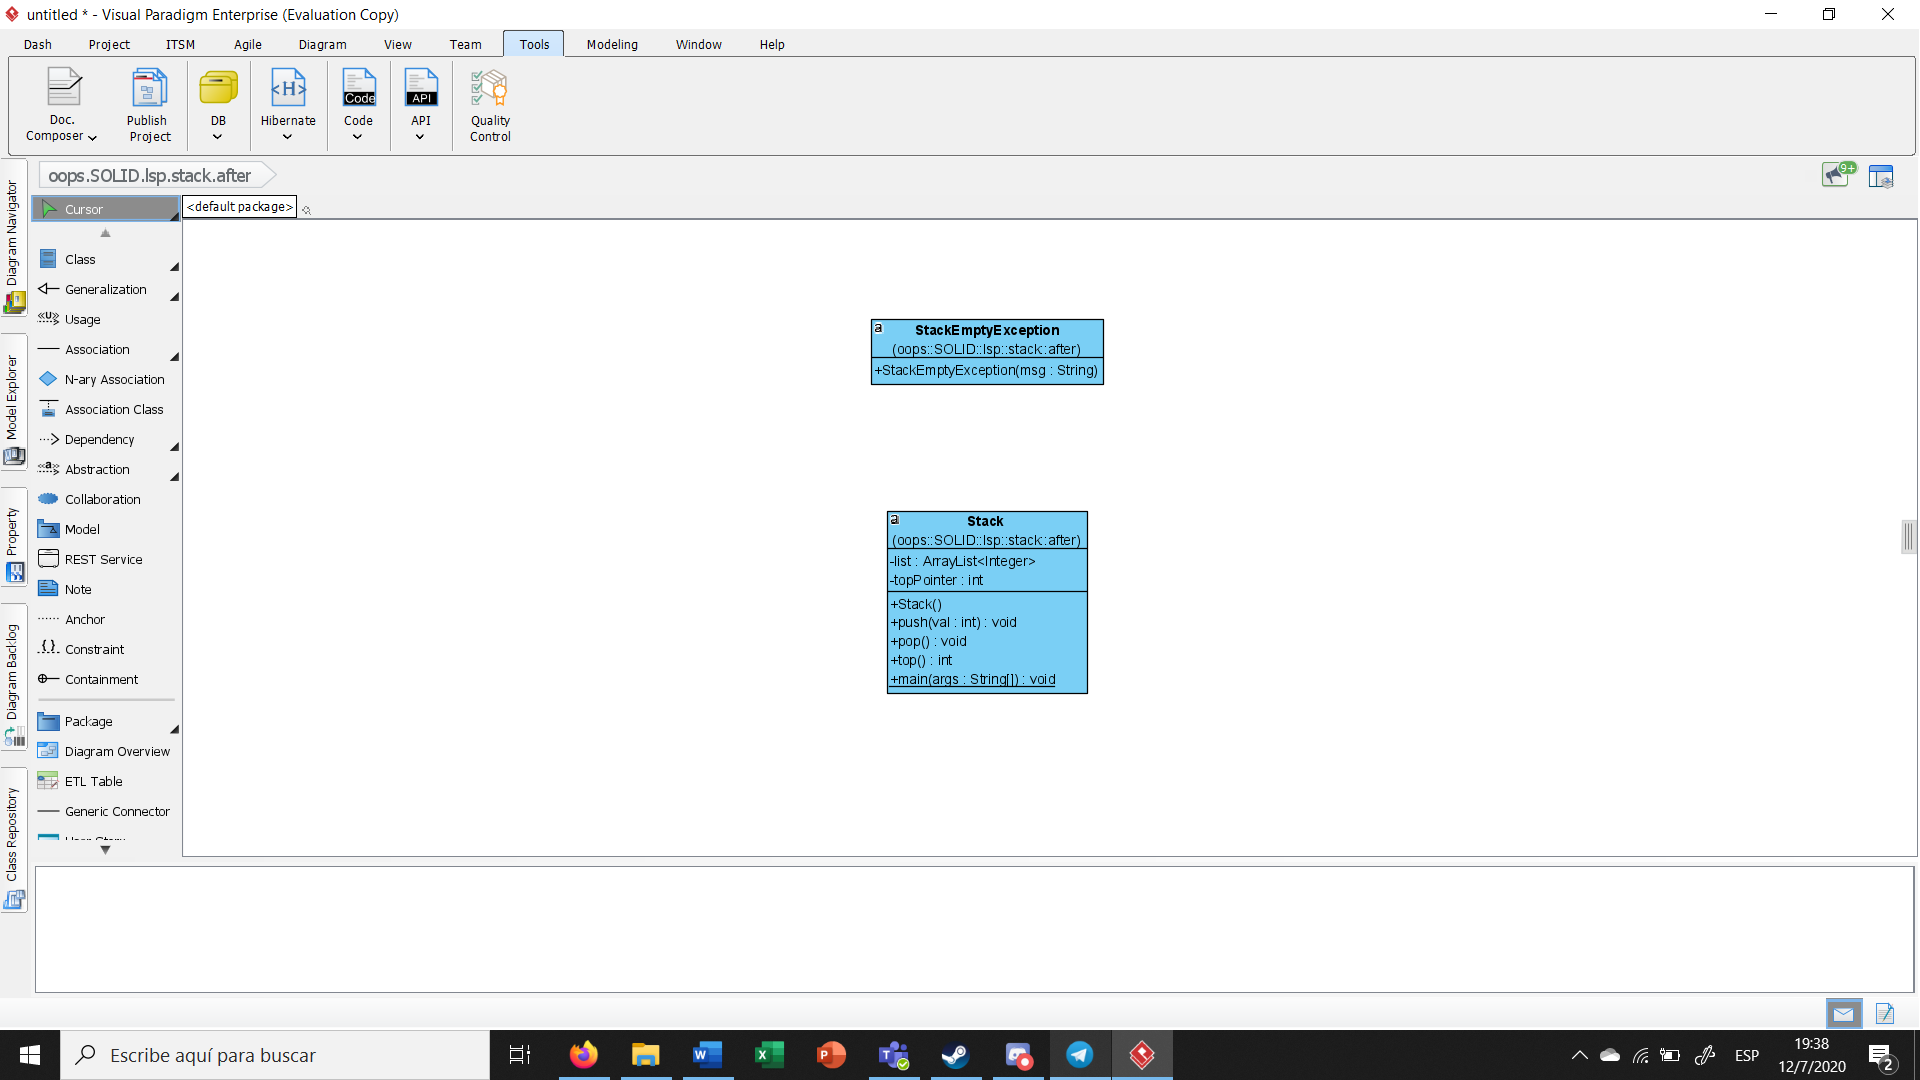 untitled * - Visual Paradigm Enterprise (Evaluation Copy)
Dash Project ITSM Agile Diagram View Team Tools Modeling Window Help
Doc. Composer
Publish Project
DB
Hibernate
Code
Code
API
API
Quality Control
oops.SOLID.lsp.stack.after
9+
Diagram Navigator
Model Explorer
Property
Diagram Backlog
Class Repository
Cursor
<default package>
Class
Generalization
Usage
Association
N-ary Association
Association Class
Dependency
Abstraction
Collaboration
Model
REST Service
Note
Anchor
Constraint
Containment
Package
Diagram Overview
ETL Table
Generic Connector
StackEmptyException
(oops::SOLID::lsp::stack::after)
+StackEmptyException(msg : String)
Stack
(oops::SOLID::lsp::stack::after)
-list : ArrayList<Integer>
-topPointer : int
+Stack()
+push(val : int) : void
+pop() : void
+top() : int
+main(args : String[]) : void
Escribe aquí para buscar
ESP
19:38
12/7/2020
2